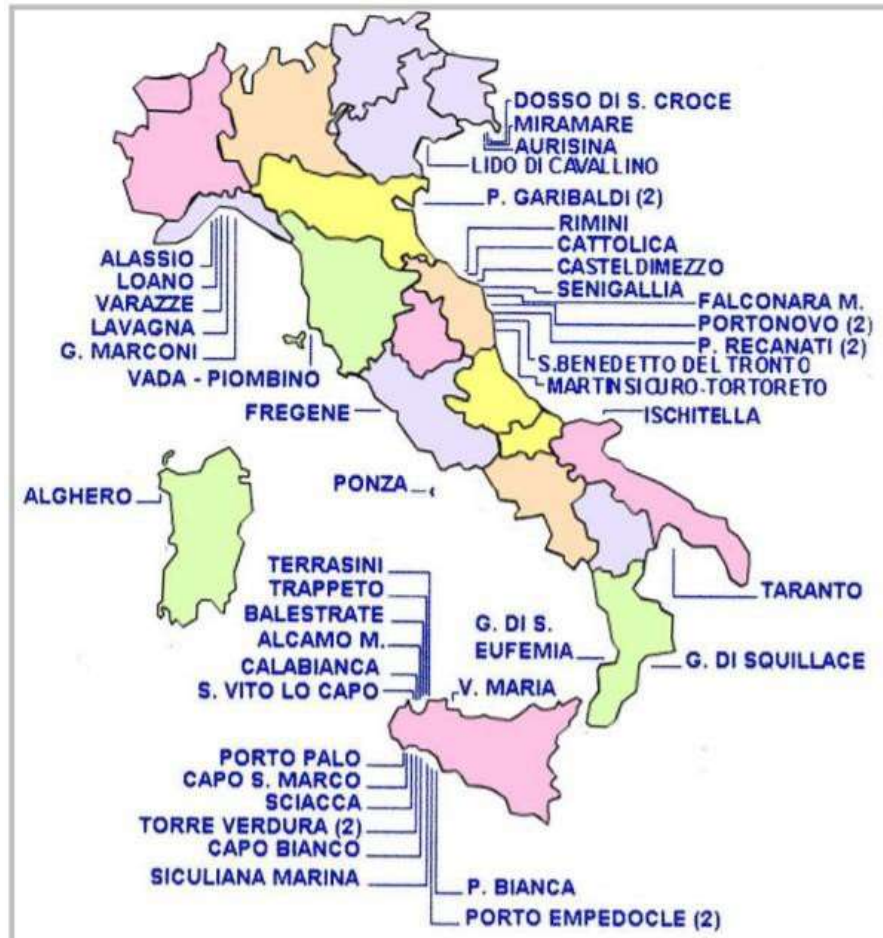 DOSSO DI S. CROCE
MIRAMARE
AURISINA
LIDO DI CAVALLINO
P. GARIBALDI (2)
RIMINI
CATTOLICA
CASTELDIMEZZO
SENIGALLIA
FALCONARA M.
PORTONOVO (2)
P. RECANATI (2)
S.BENEDETTO DEL TRONTO
MARTINSICURO-TORTORETO
ISCHITELLA
ALASSIO
LOANO
VARAZZE
LAVAGNA
G. MARCONI
VADA - PIOMBINO
FREGENE
PONZA
ALGHERO
TARANTO
TERRASINI
TRAPPETO
BALESTRATE
ALCAMO M.
CALABIANCA
S. VITO LO CAPO
G. DI S.
EUFEMIA
G. DI SQUILLACE
V. MARIA
PORTO PALO
CAPO S. MARCO
SCIACCA
TORRE VERDURA (2)
CAPO BIANCO
SICULIANA MARINA
P. BIANCA
PORTO EMPEDOCLE (2)